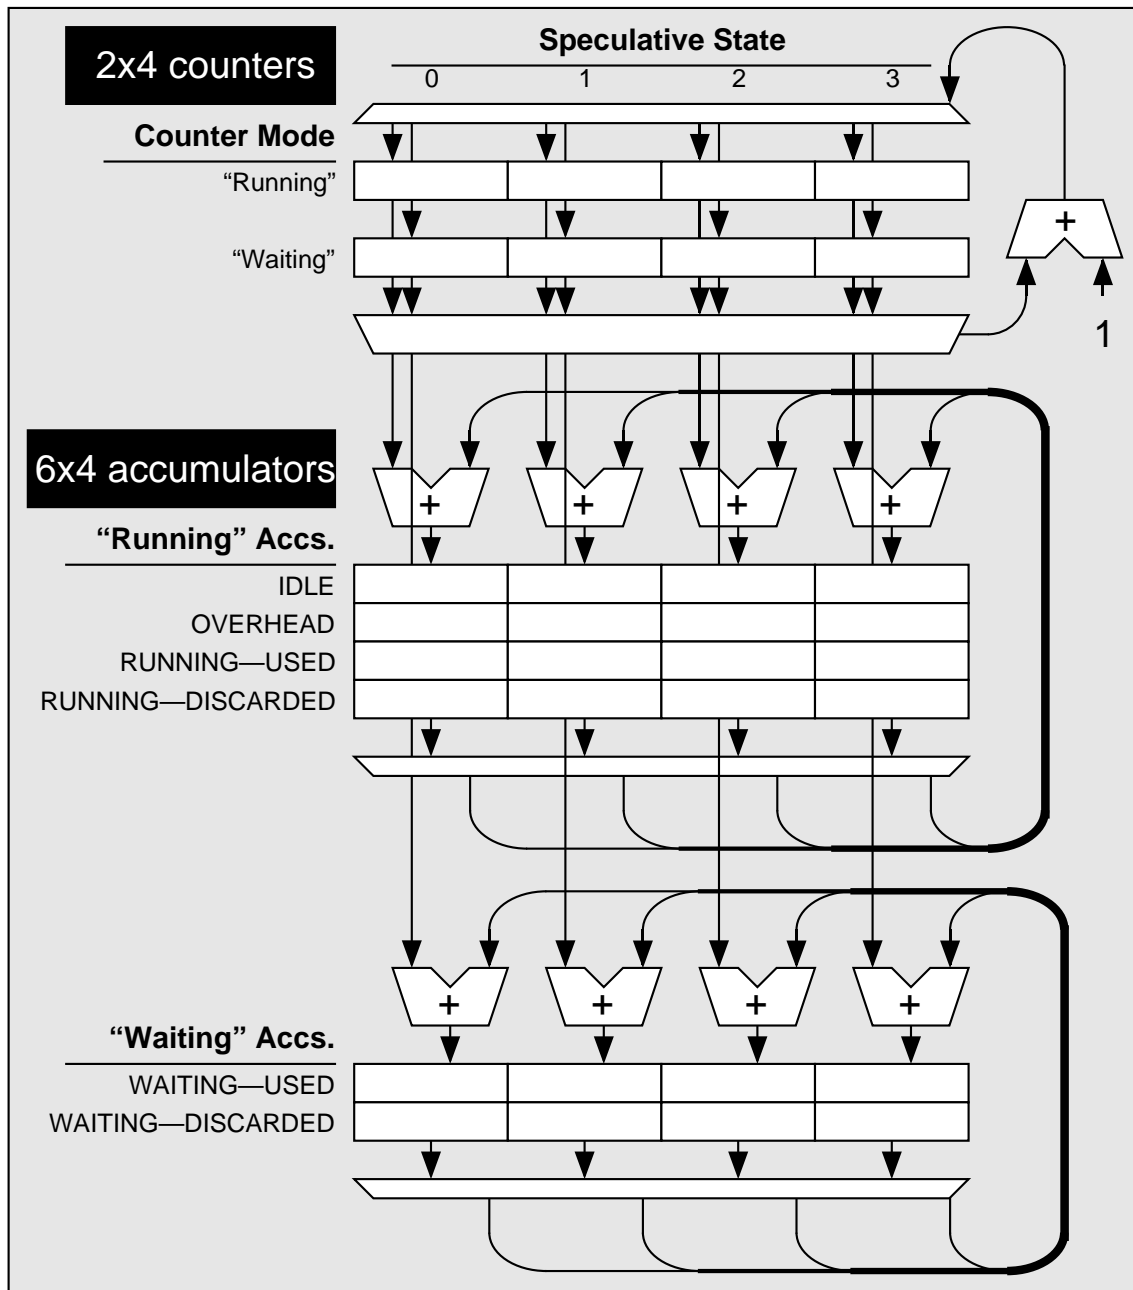 2x4 counters
Speculative State
0 1 2 3
Counter Mode
“Running”
“Waiting”
+
1
6x4 accumulators
+ + + +
“Running” Accs.
IDLE
OVERHEAD
RUNNING—USED
RUNNING—DISCARDED
+ + + +
“Waiting” Accs.
WAITING—USED
WAITING—DISCARDED